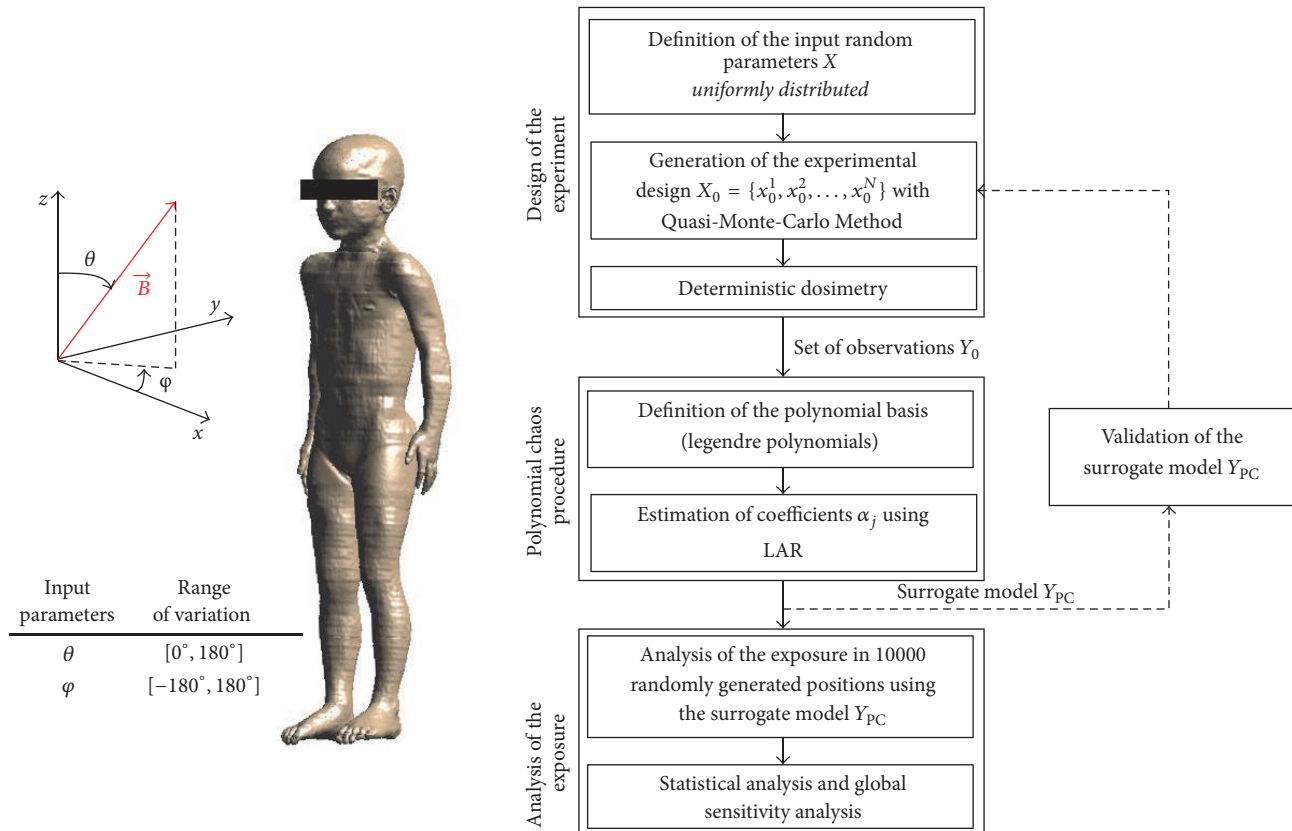 z
θ
B
y
φ
x
Input parameters
Range of variation
θ
[0°, 180°]
φ
[−180°, 180°]
Design of the
experiment
Definition of the input random
parameters X
uniformly distributed
Generation of the experimental
design X₀ = {x₀¹, x₀², . . . , x₀ᴺ} with
Quasi-Monte-Carlo Method
Deterministic dosimetry
Set of observations Y₀
Polynomial chaos
procedure
Definition of the polynomial basis
(legendre polynomials)
Estimation of coefficients αⱼ using
LAR
Surrogate model Y_PC
Validation of the
surrogate model Y_PC
Analysis of the
exposure
Analysis of the exposure in 10000
randomly generated positions using
the surrogate model Y_PC
Statistical analysis and global
sensitivity analysis